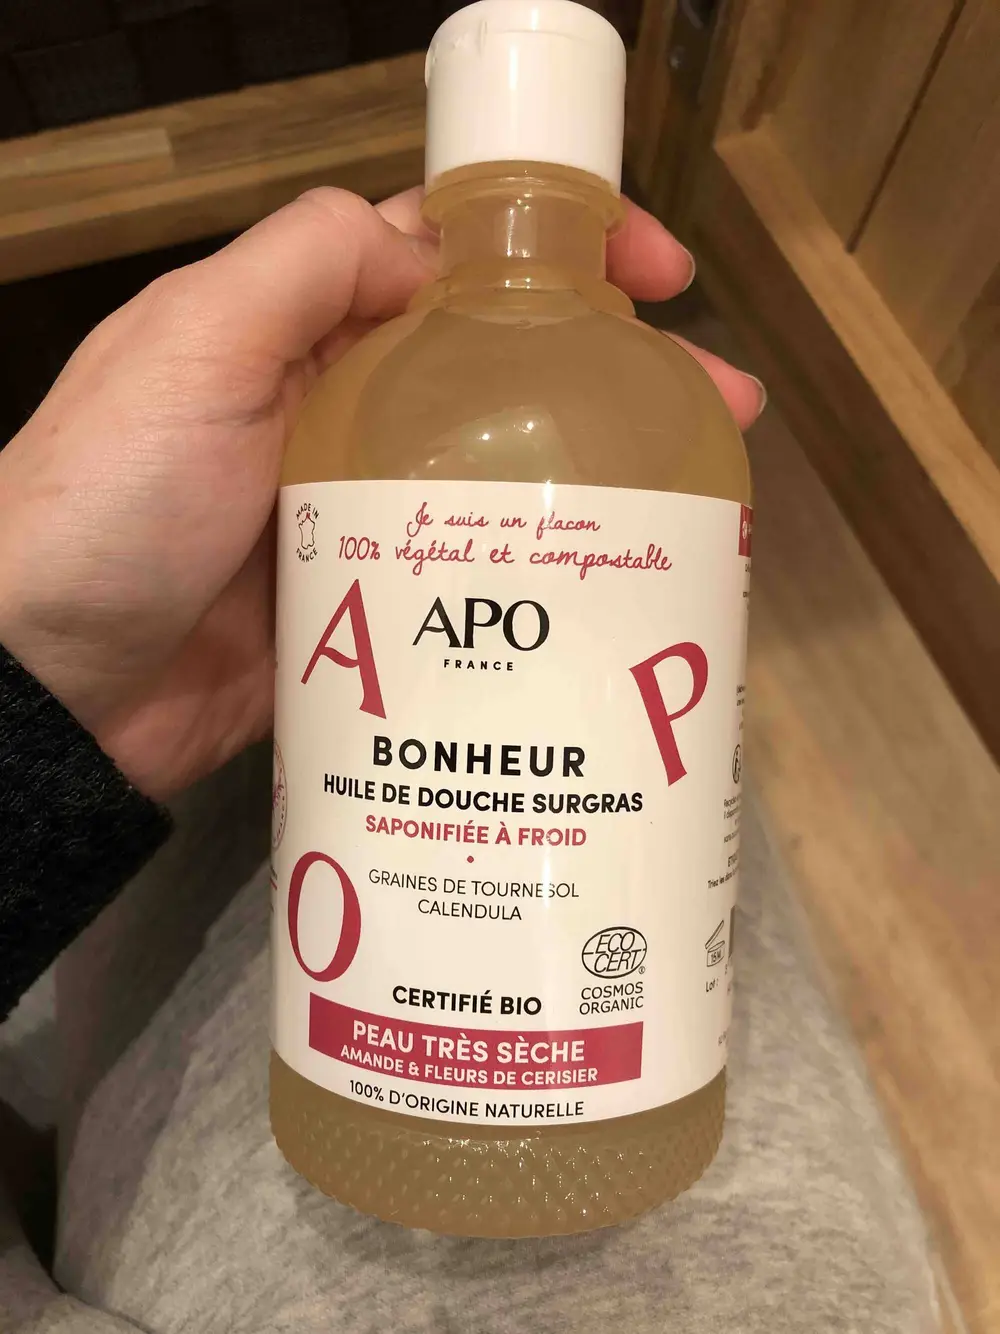 Je suis un flacon
100% végétal et compostable
MADE IN
FRANCE
A
P
O
APO
FRANCE
BONHEUR
HUILE DE DOUCHE SURGRAS
SAPONIFIÉE À FROID
•
GRAINES DE TOURNESOL
CALENDULA
ECO
CERT
®
COSMOS
ORGANIC
CERTIFIÉ BIO
PEAU TRÈS SÈCHE
AMANDE & FLEURS DE CERISIER
100% D'ORIGINE NATURELLE
Lot :